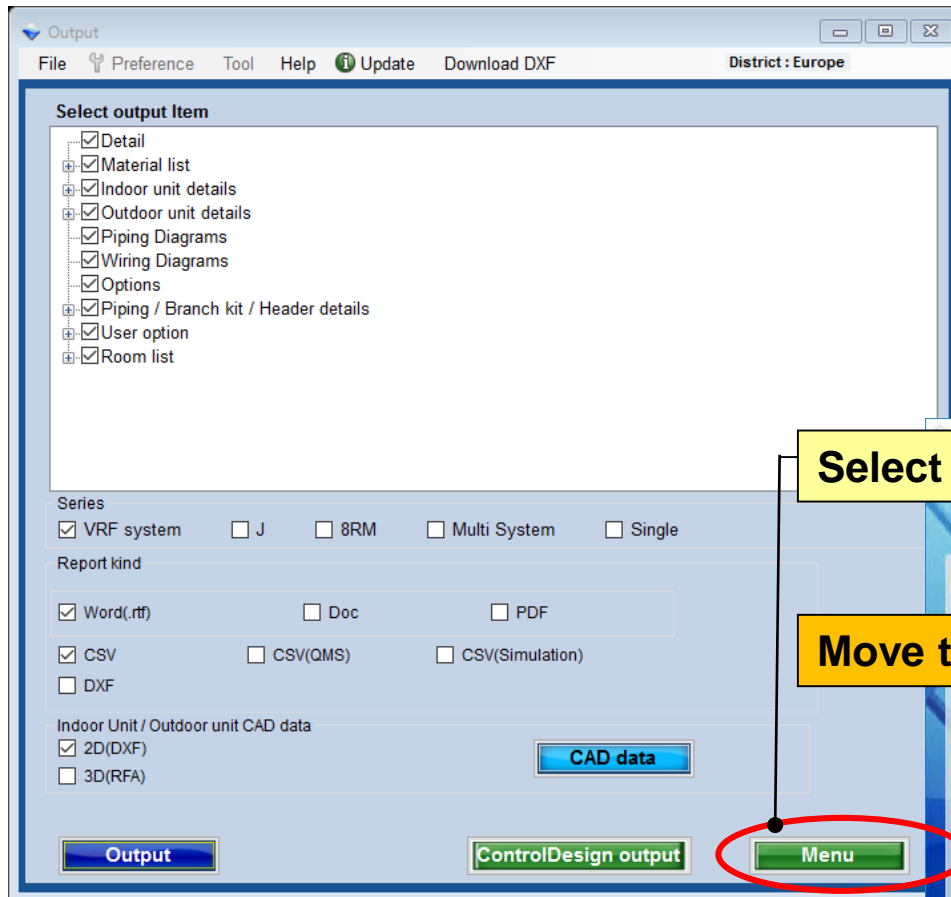 Output
File Preference Tool Help Update Download DXF District : Europe
Select output Item
Detail
Material list
Indoor unit details
Outdoor unit details
Piping Diagrams
Wiring Diagrams
Options
Piping / Branch kit / Header details
User option
Room list
Select
Series
VRF system J 8RM Multi System Single
Report kind
Word(.rtf) Doc PDF
Move t
CSV CSV(QMS) CSV(Simulation)
DXF
Indoor Unit / Outdoor unit CAD data
2D(DXF)
CAD data
3D(RFA)
Output ControlDesign output Menu